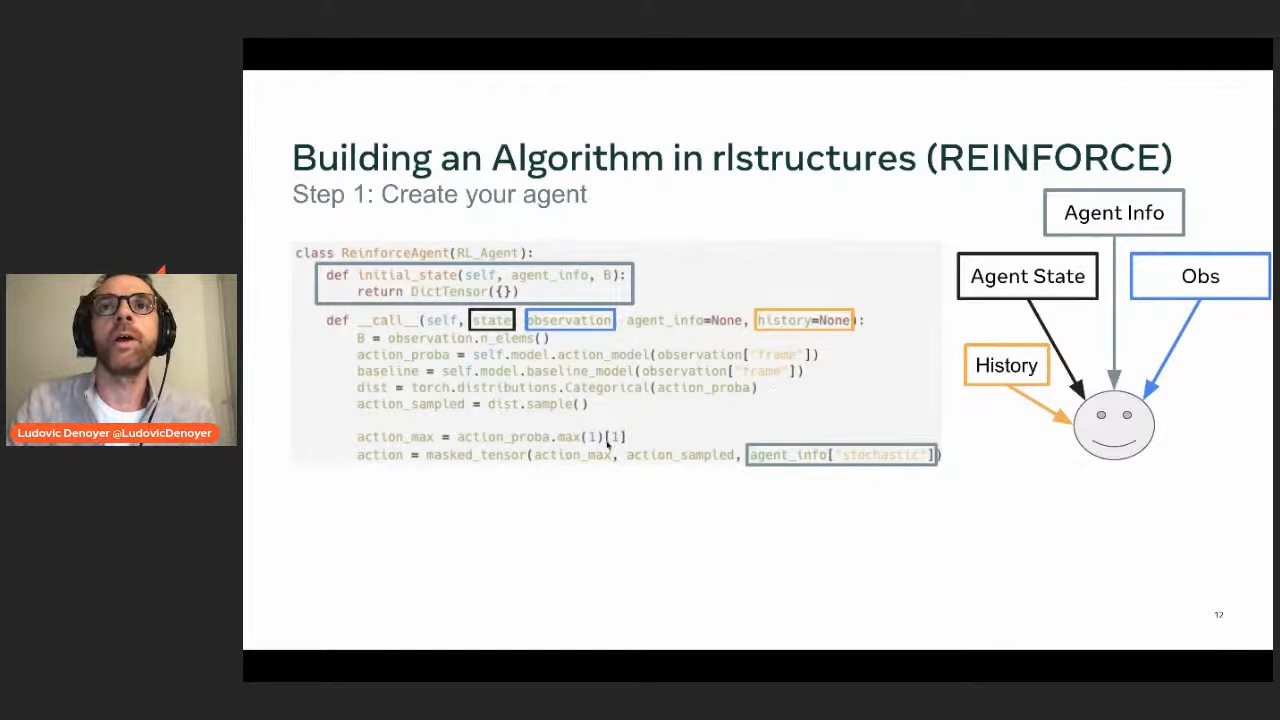 Building an Algorithm in rlstructures (REINFORCE)
Step 1: Create your agent
class ReinforceAgent(RL_Agent):
def initial_state(self, agent_info, B):
return DictTensor({})
def __call__(self, state observation agent_info=None, history=None):
B = observation.n_elems()
action_proba = self.model.action_model(observation["frame"])
baseline = self.model.baseline_model(observation["frame"])
dist = torch.distributions.Categorical(action_proba)
action_sampled = dist.sample()
action_max = action_proba.max(1)[1]
action = masked_tensor(action_max, action_sampled, agent_info["stochastic"])
Agent Info
Agent State
Obs
History
Ludovic Denoyer @LudovicDenoyer
12